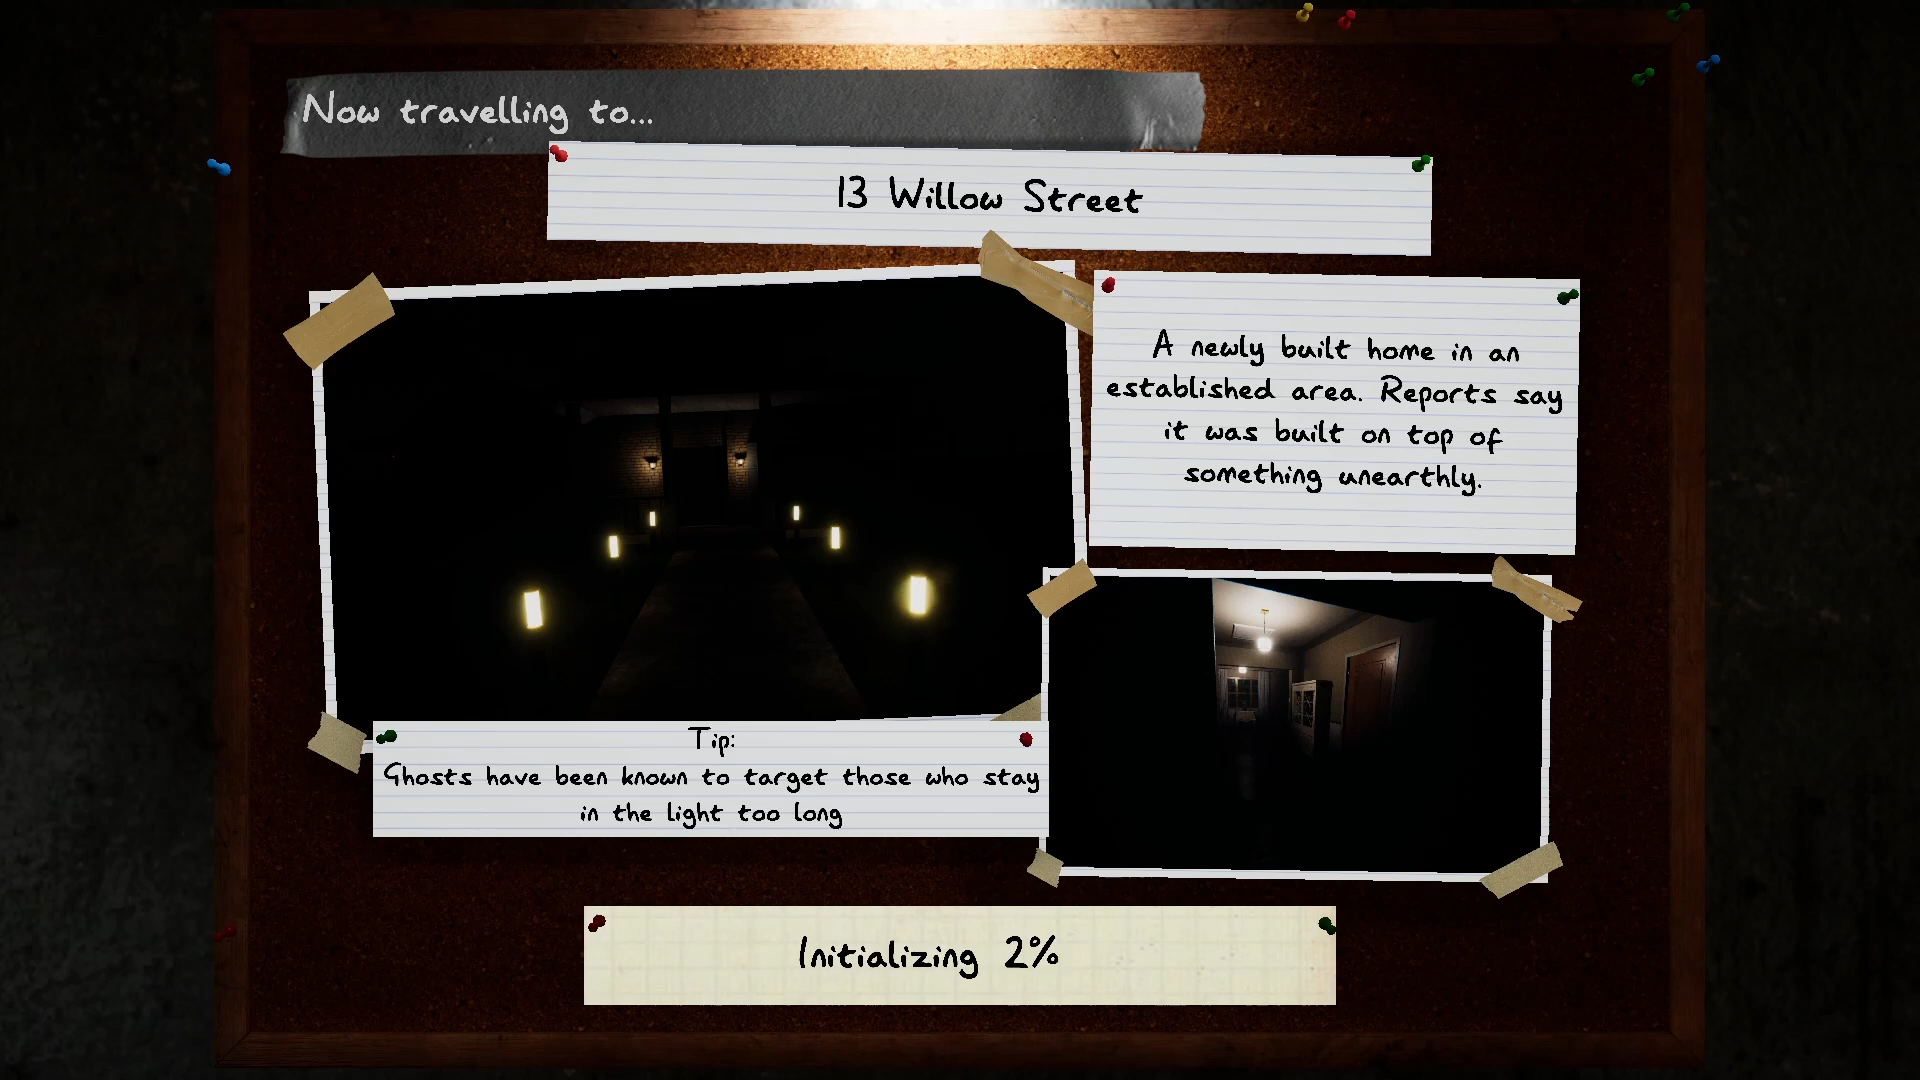 Now travelling to...
13 Willow Street
A newly built home in an
established area. Reports say
it was built on top of
something unearthly.
Tip:
Ghosts have been known to target those who stay
in the light too long
Initializing 2%